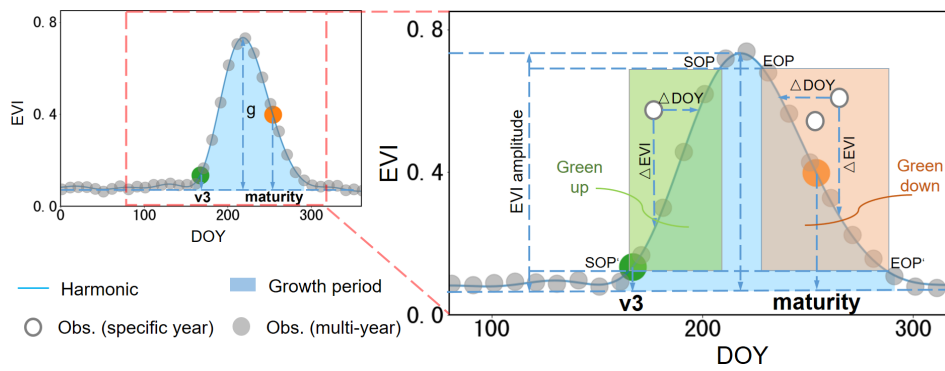 0.8
EVI
0.4
0.0
g
v3
maturity
0
100
200
300
DOY
Harmonic
Growth period
Obs. (specific year)
Obs. (multi-year)
0.8
EVI
0.4
0.0
EVI amplitude
SOP
EOP
△DOY
△DOY
△EVI
△EVI
Green
up
Green
down
SOP'
EOP'
v3
maturity
100
200
300
DOY